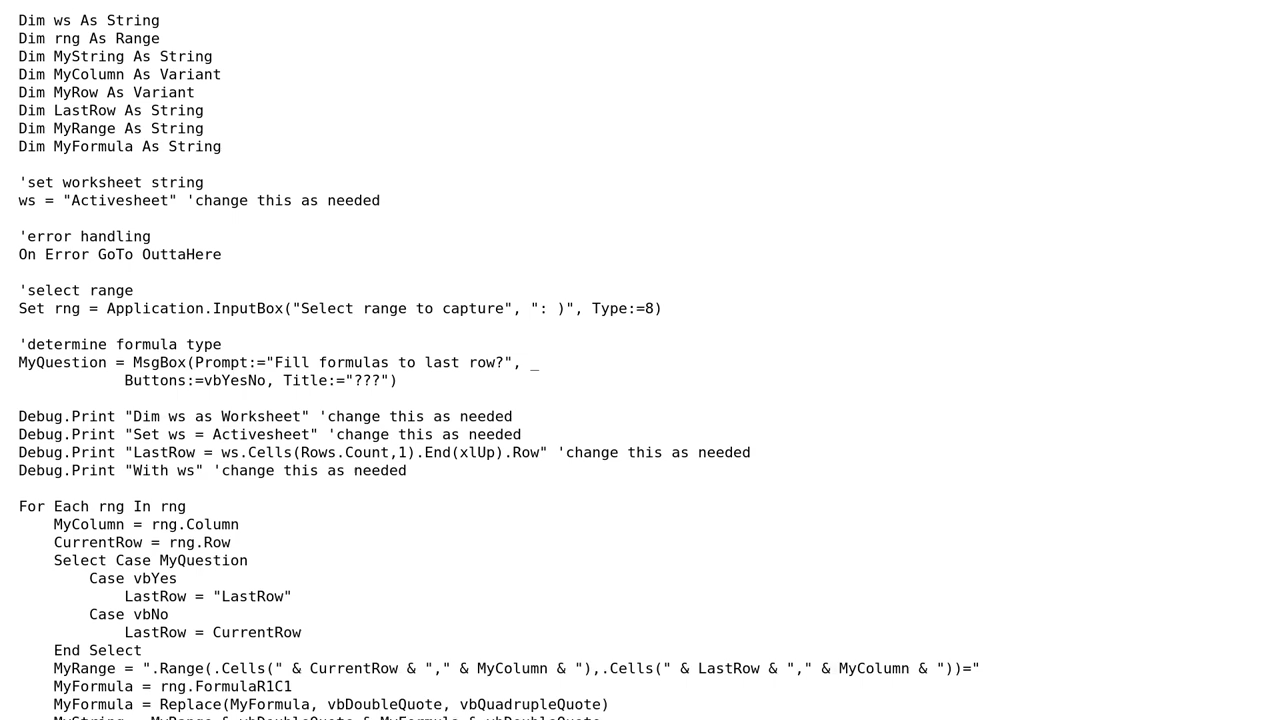 Dim ws As String
Dim rng As Range
Dim MyString As String
Dim MyColumn As Variant
Dim MyRow As Variant
Dim LastRow As String
Dim MyRange As String
Dim MyFormula As String
'set worksheet string
ws = "Activesheet" 'change this as needed
'error handling
On Error GoTo OuttaHere
'select range
Set rng = Application.InputBox("Select range to capture", ": )", Type:=8)
'determine formula type
MyQuestion = MsgBox(Prompt:="Fill formulas to last row?", _
            Buttons:=vbYesNo, Title:="???")
Debug.Print "Dim ws as Worksheet" 'change this as needed
Debug.Print "Set ws = Activesheet" 'change this as needed
Debug.Print "LastRow = ws.Cells(Rows.Count,1).End(xlUp).Row" 'change this as needed
Debug.Print "With ws" 'change this as needed
For Each rng In rng
    MyColumn = rng.Column
    CurrentRow = rng.Row
    Select Case MyQuestion
        Case vbYes
            LastRow = "LastRow"
        Case vbNo
            LastRow = CurrentRow
    End Select
    MyRange = ".Range(.Cells(" & CurrentRow & "," & MyColumn & "),.Cells(" & LastRow & "," & MyColumn & "))="
    MyFormula = rng.FormulaR1C1
    MyFormula = Replace(MyFormula, vbDoubleQuote, vbQuadrupleQuote)
    MyString = MyRange & vbDoubleQuote & MyFormula & vbDoubleQuote